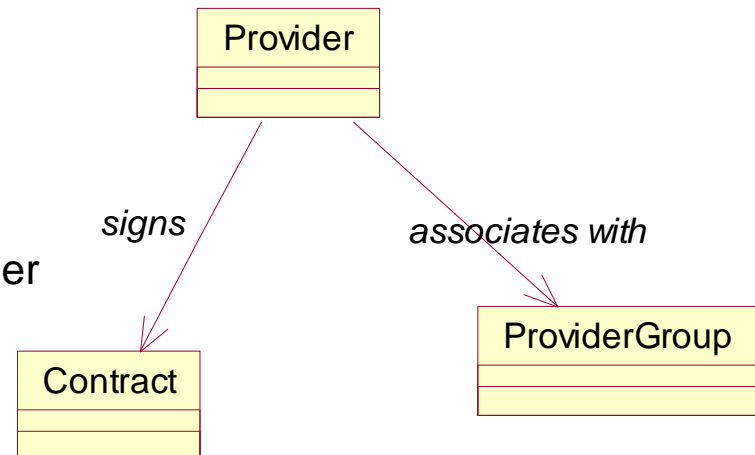 Provider
signs
associates with
er
ProviderGroup
Contract